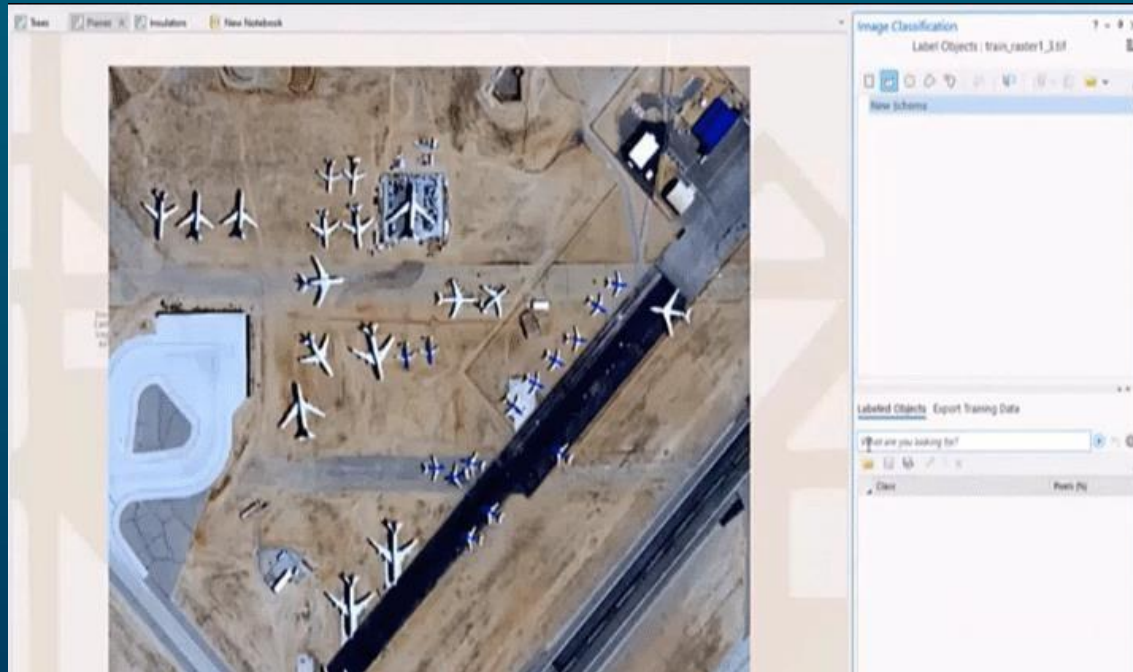 Trees Planes X Insulators New Notebook
Image Classification
Label Objects : train_raster1_3.tif
New Schema
Labeled Objects Export Training Data
What are you looking for?
Class